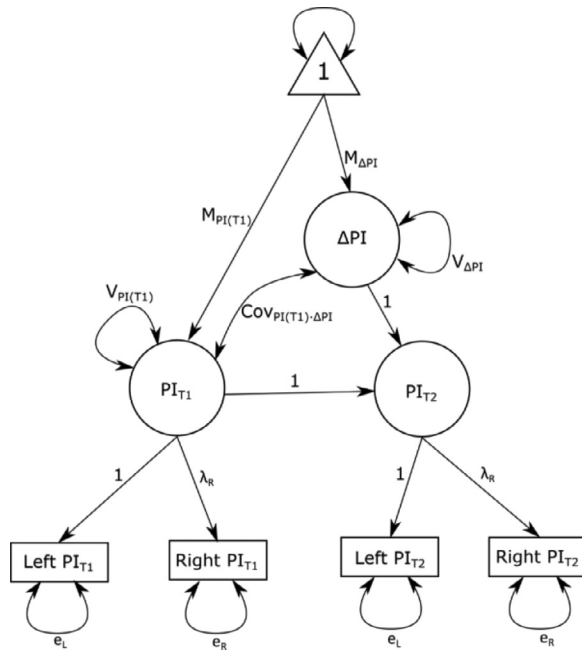 1
M_ΔPI
M_PI(T1)
ΔPI
V_ΔPI
V_PI(T1)
Cov_PI(T1)·ΔPI
1
PI_T1
1
PI_T2
1
λ_R
1
λ_R
Left PI_T1
Right PI_T1
Left PI_T2
Right PI_T2
e_L
e_R
e_L
e_R